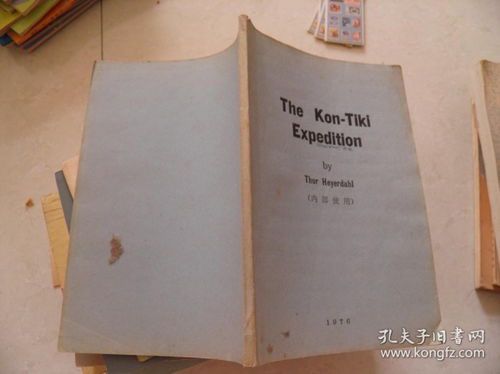 The Kon-Tiki
Expedition
by
Thor Heyerdahl
(内部使用)
1976
孔夫子旧书网
www.kongfz.com